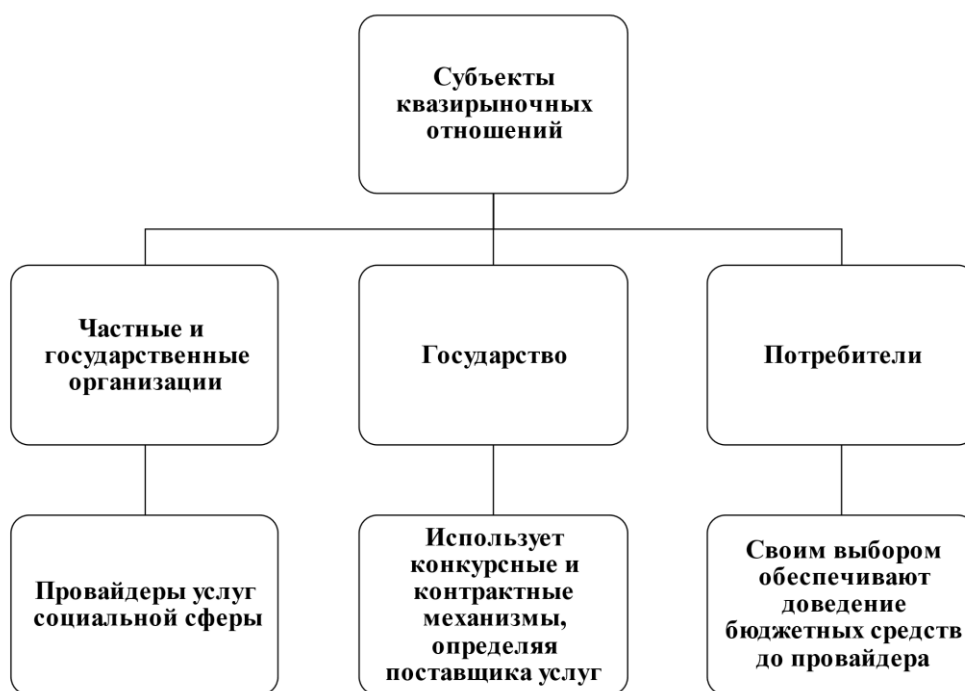 Субъекты
квазирыночных
отношений
Частные и
государственные
организации
Государство
Потребители
Провайдеры услуг
социальной сферы
Использует
конкурсные и
контрактные
механизмы,
определяя
поставщика услуг
Своим выбором
обеспечивают
доведение
бюджетных средств
до провайдера